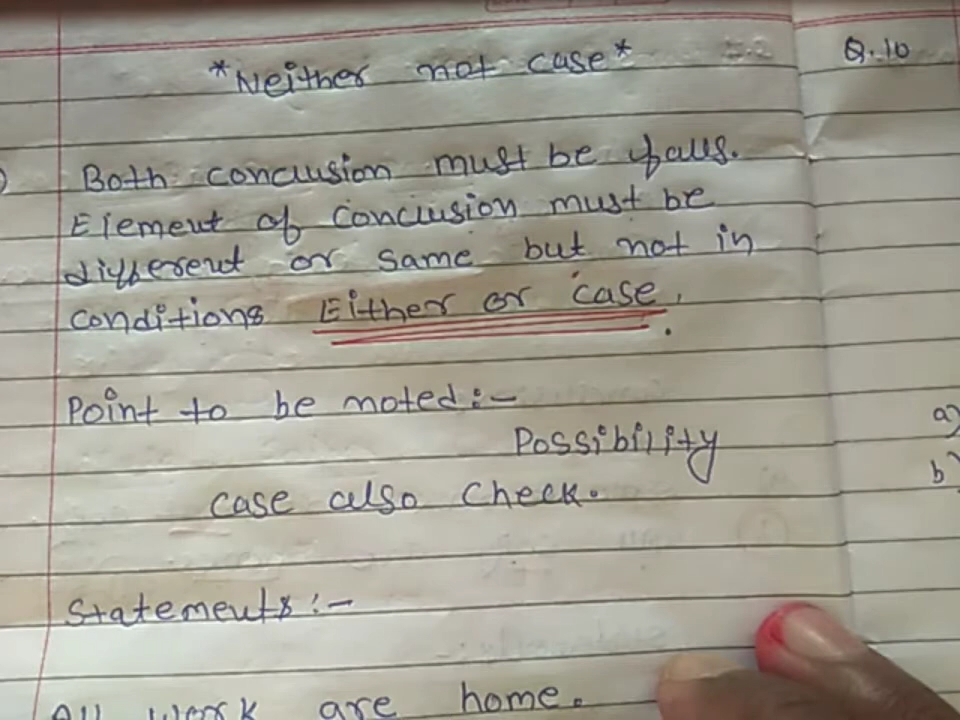 *Neither not case*
Q.10
Both conclusion must be falls.
Element of conclusion must be
different or same but not in
conditions Either or case.
Point to be noted:-
Possibility
case also check.
a)
b)
Statements:-
All work are home.